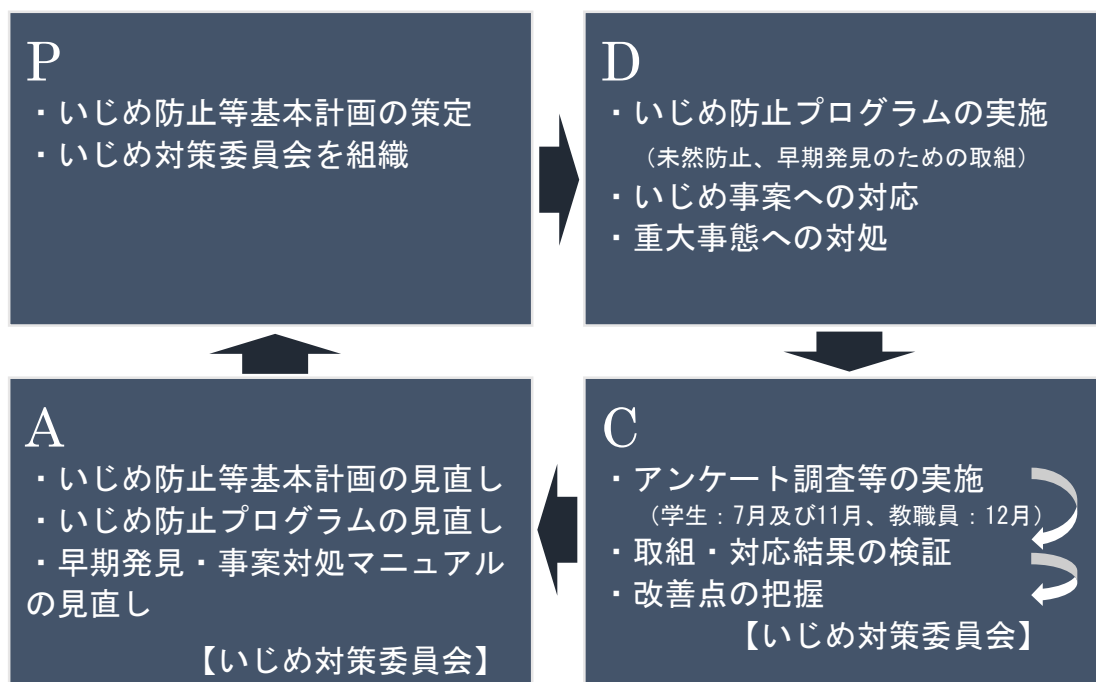 P
・いじめ防止等基本計画の策定
・いじめ対策委員会を組織
D
・いじめ防止プログラムの実施
（未然防止、早期発見のための取組）
・いじめ事案への対応
・重大事態への対処
C
・アンケート調査等の実施
（学生：7月及び11月、教職員：12月）
・取組・対応結果の検証
・改善点の把握
【いじめ対策委員会】
A
・いじめ防止等基本計画の見直し
・いじめ防止プログラムの見直し
・早期発見・事案対処マニュアル
の見直し
【いじめ対策委員会】